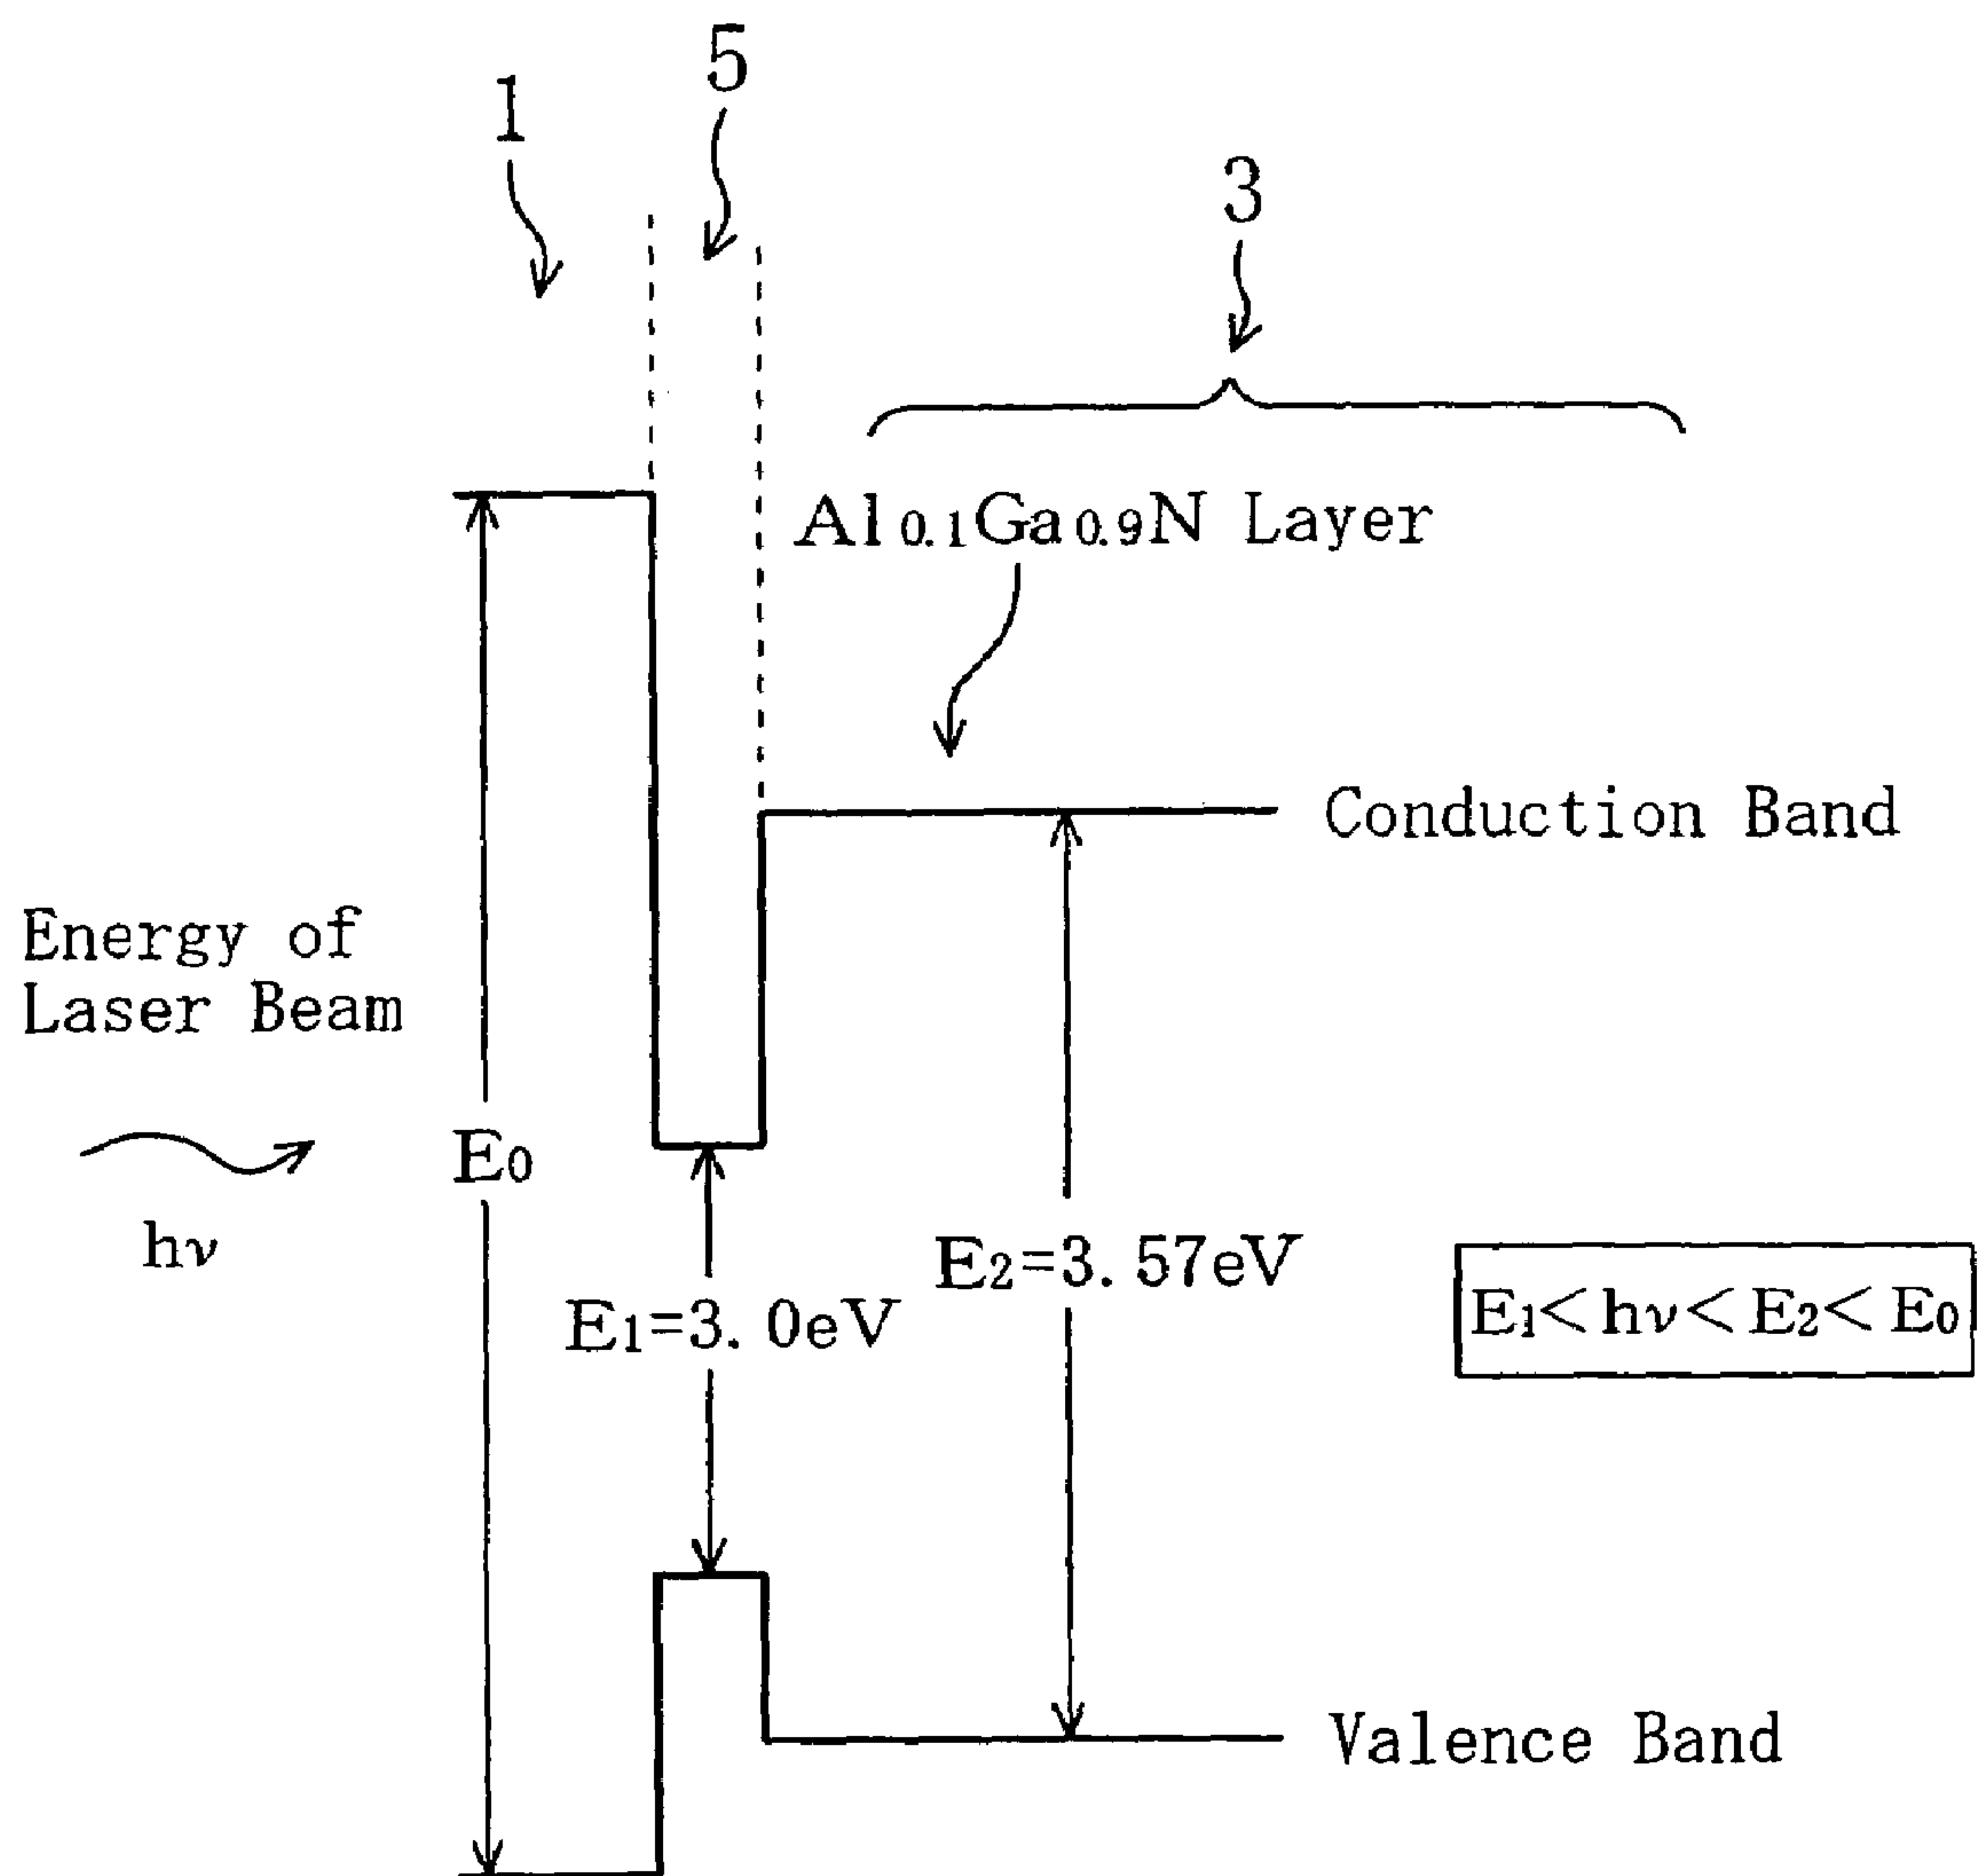 5
1
3
Al0.1Ga0.9N Layer
Conduction Band
Energy of
Laser Beam
E0
hν
E2=3.57eV
E1=3.0eV
E1<hν<E2<E0
Valence Band